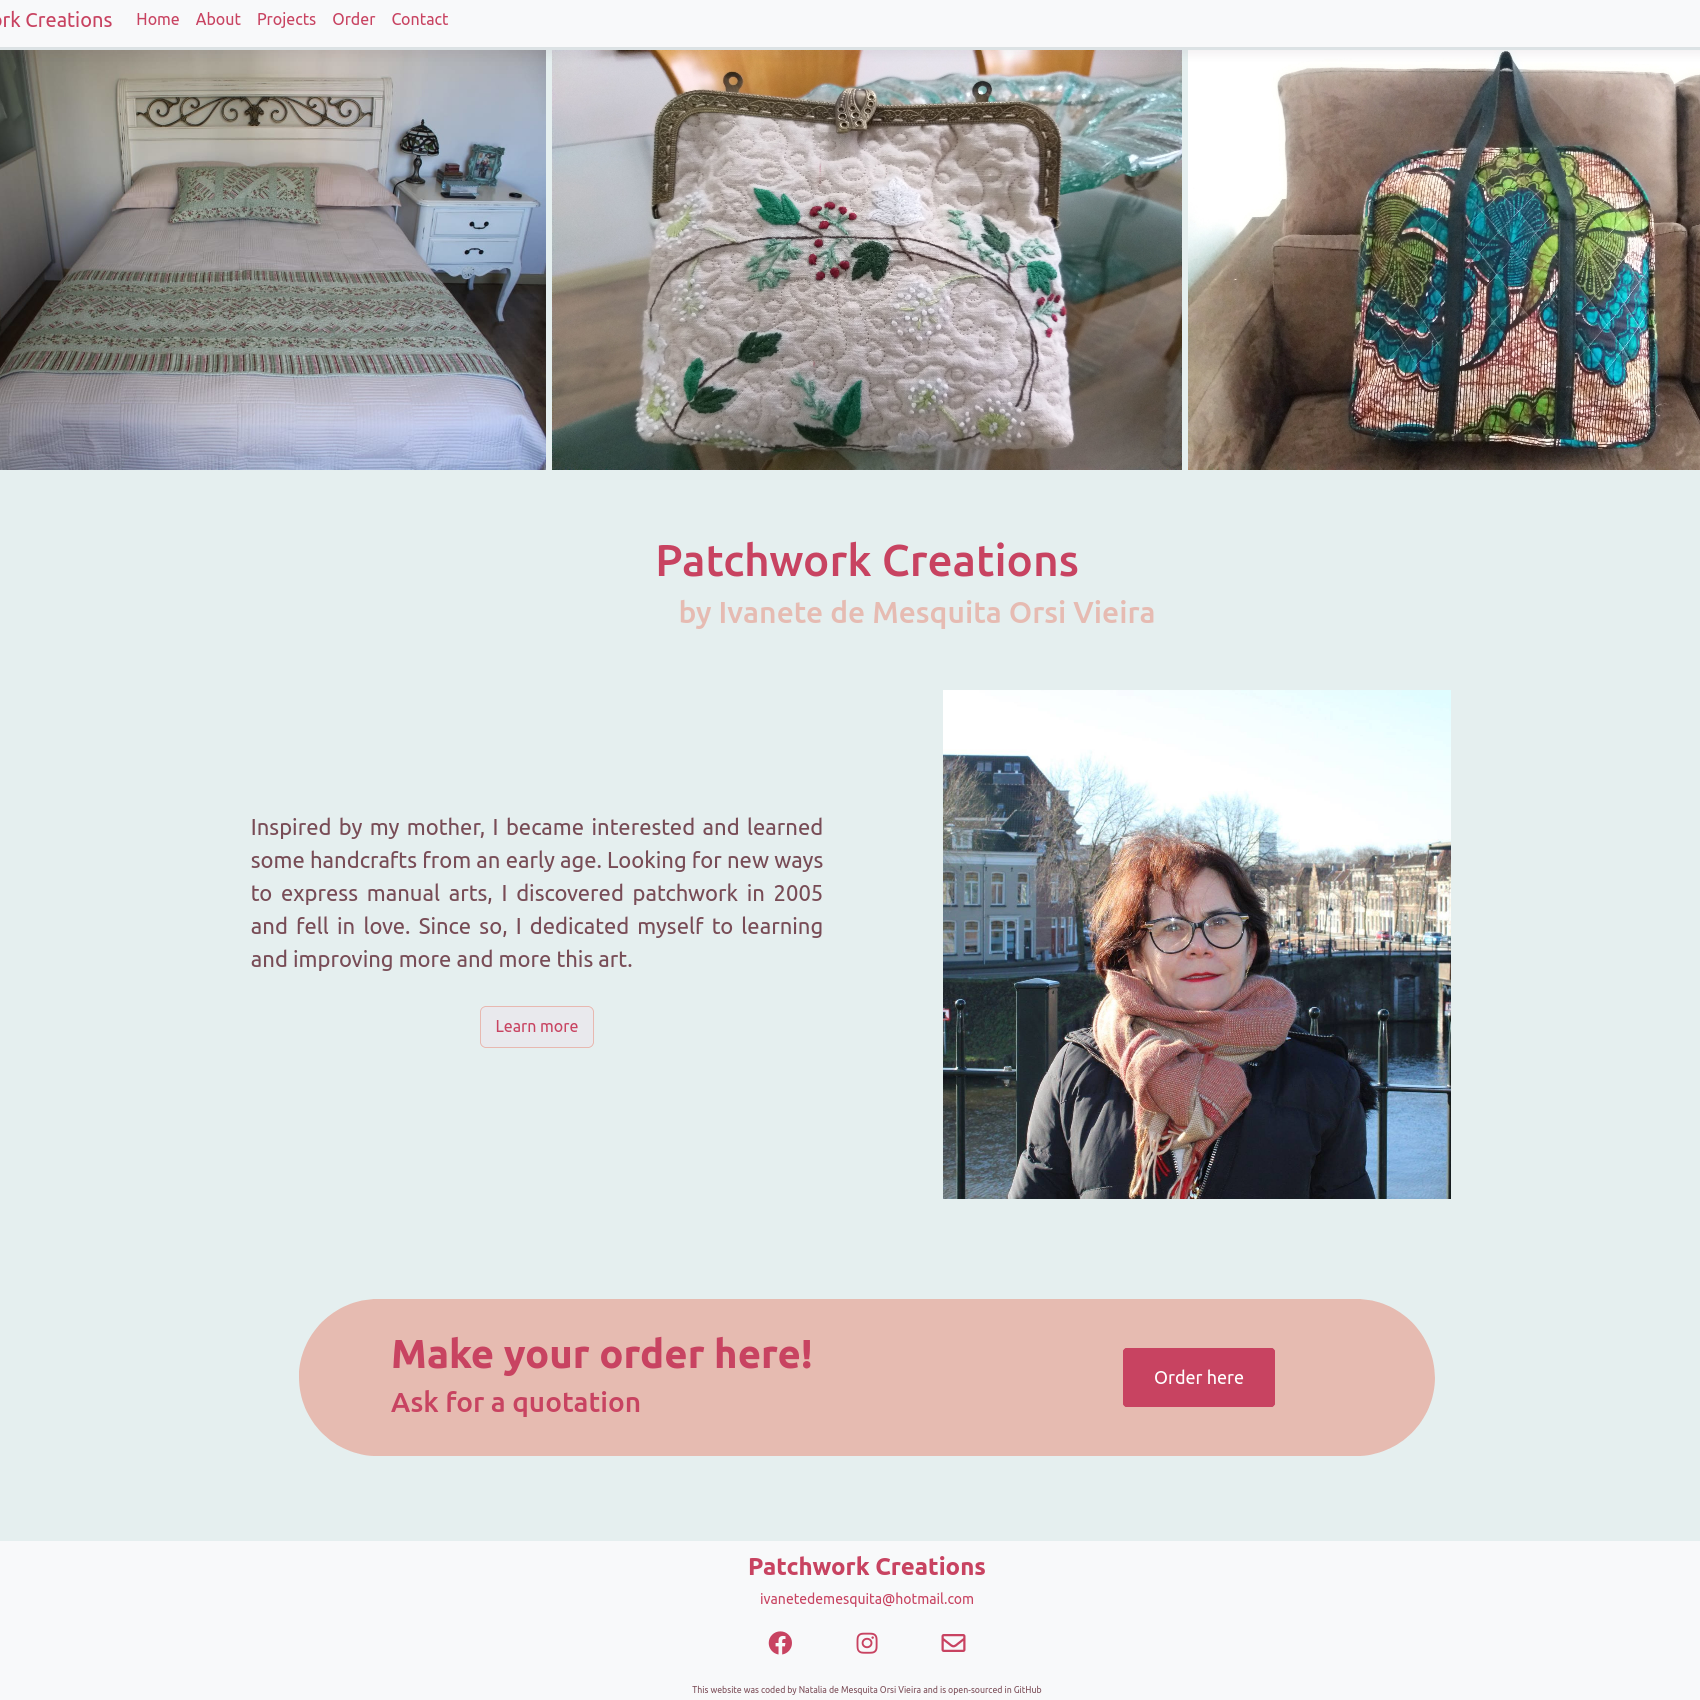 rk Creations Home About Projects Order Contact
Patchwork Creations
by Ivanete de Mesquita Orsi Vieira
Inspired by my mother, I became interested and learned
some handcrafts from an early age. Looking for new ways
to express manual arts, I discovered patchwork in 2005
and fell in love. Since so, I dedicated myself to learning
and improving more and more this art.
Learn more
Make your order here!
Ask for a quotation
Order here
Patchwork Creations
ivanetedemesquita@hotmail.com
This website was coded by Natalia de Mesquita Orsi Vieira and is open-sourced in GitHub